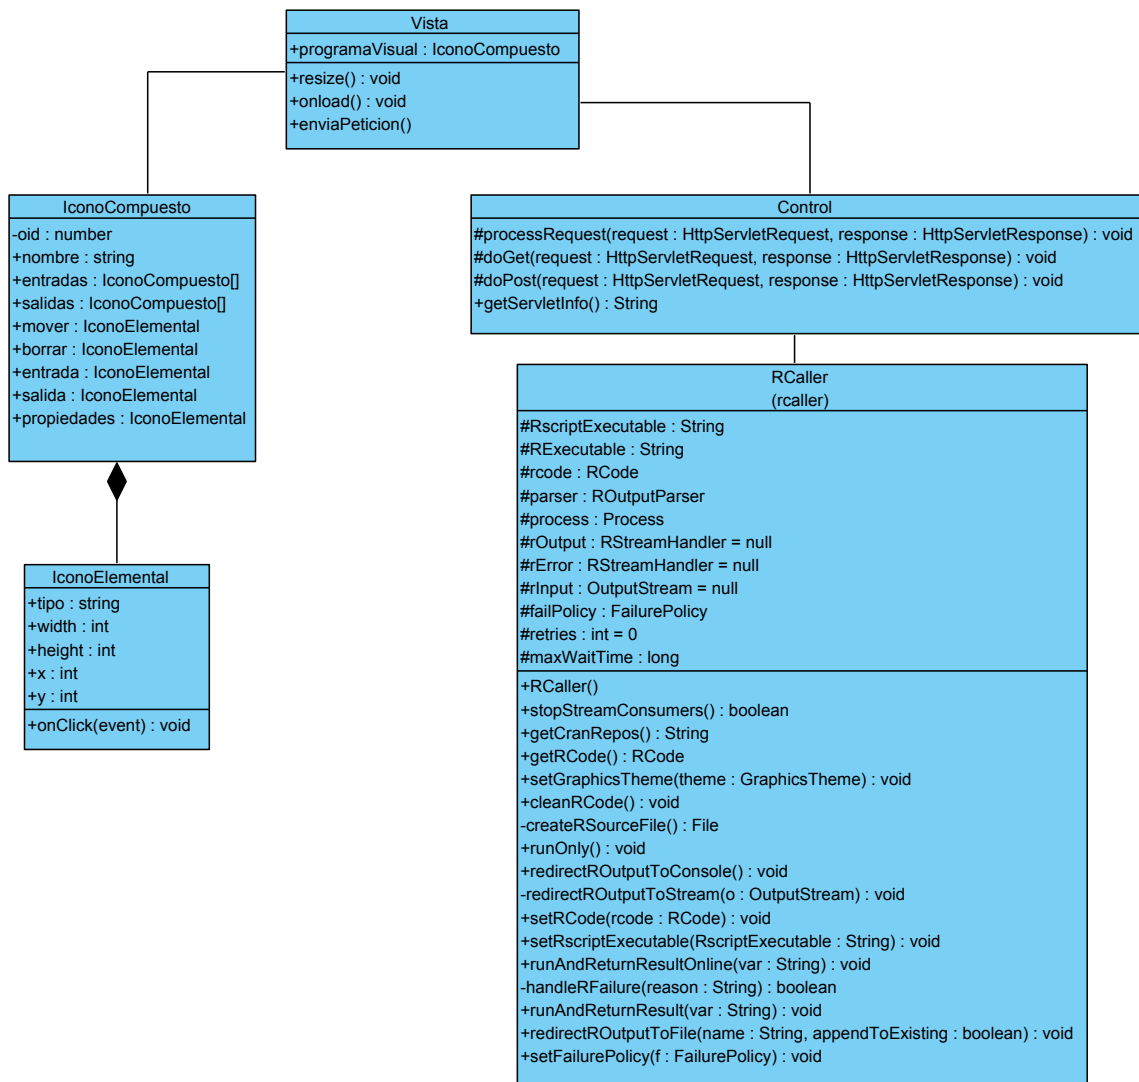 Vista
+programaVisual : IconoCompuesto
+resize() : void
+onload() : void
+enviaPeticion()
IconoCompuesto
-oid : number
+nombre : string
+entradas : IconoCompuesto[]
+salidas : IconoCompuesto[]
+mover : IconoElemental
+borrar : IconoElemental
+entrada : IconoElemental
+salida : IconoElemental
+propiedades : IconoElemental
Control
#processRequest(request : HttpServletRequest, response : HttpServletResponse) : void
#doGet(request : HttpServletRequest, response : HttpServletResponse) : void
#doPost(request : HttpServletRequest, response : HttpServletResponse) : void
+getServletInfo() : String
IconoElemental
+tipo : string
+width : int
+height : int
+x : int
+y : int
+onClick(event) : void
RCaller
(rcaller)
#RscriptExecutable : String
#RExecutable : String
#rcode : RCode
#parser : ROutputParser
#process : Process
#rOutput : RStreamHandler = null
#rError : RStreamHandler = null
#rInput : OutputStream = null
#failPolicy : FailurePolicy
#retries : int = 0
#maxWaitTime : long
+RCaller()
+stopStreamConsumers() : boolean
+getCranRepos() : String
+getRCode() : RCode
+setGraphicsTheme(theme : GraphicsTheme) : void
+cleanRCode() : void
-createRSourceFile() : File
+runOnly() : void
+redirectROutputToConsole() : void
-redirectROutputToStream(o : OutputStream) : void
+setRCode(rcode : RCode) : void
+setRscriptExecutable(RscriptExecutable : String) : void
+runAndReturnResultOnline(var : String) : void
-handleRFailure(reason : String) : boolean
+runAndReturnResult(var : String) : void
+redirectROutputToFile(name : String, appendToExisting : boolean) : void
+setFailurePolicy(f : FailurePolicy) : void